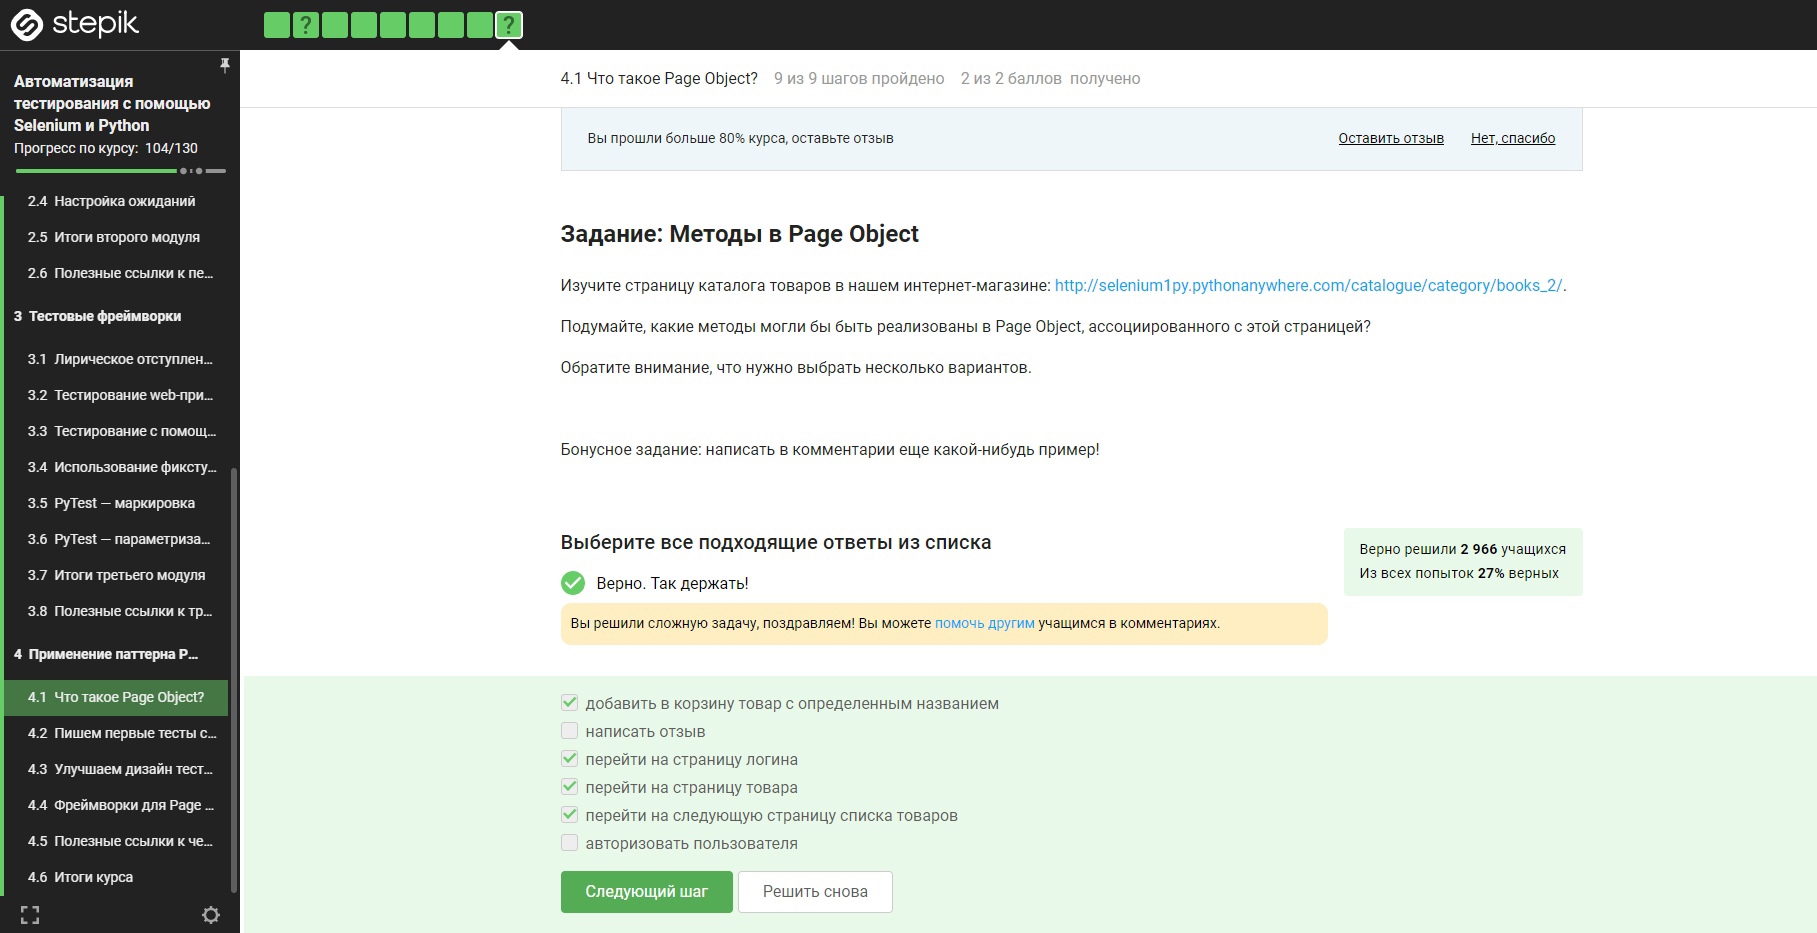 stepik
?
?
Автоматизация
тестирования с помощью
Selenium и Python
Прогресс по курсу: 104/130
2.4 Настройка ожиданий
2.5 Итоги второго модуля
2.6 Полезные ссылки к пе...
3 Тестовые фреймворки
3.1 Лирическое отступлен...
3.2 Тестирование web-при...
3.3 Тестирование с помощ...
3.4 Использование фиксту...
3.5 PyTest — маркировка
3.6 PyTest — параметриза...
3.7 Итоги третьего модуля
3.8 Полезные ссылки к тр...
4 Применение паттерна P...
4.1 Что такое Page Object?
4.2 Пишем первые тесты с...
4.3 Улучшаем дизайн тест...
4.4 Фреймворки для Page ...
4.5 Полезные ссылки к че...
4.6 Итоги курса
4.1 Что такое Page Object? 9 из 9 шагов пройдено 2 из 2 баллов получено
Вы прошли больше 80% курса, оставьте отзыв Оставить отзыв Нет, спасибо
Задание: Методы в Page Object
Изучите страницу каталога товаров в нашем интернет-магазине: http://selenium1py.pythonanywhere.com/catalogue/category/books_2/.
Подумайте, какие методы могли бы быть реализованы в Page Object, ассоциированного с этой страницей?
Обратите внимание, что нужно выбрать несколько вариантов.
Бонусное задание: написать в комментарии еще какой-нибудь пример!
Выберите все подходящие ответы из списка
Верно решили 2 966 учащихся
Из всех попыток 27% верных
Верно. Так держать!
Вы решили сложную задачу, поздравляем! Вы можете помочь другим учащимся в комментариях.
добавить в корзину товар с определенным названием
написать отзыв
перейти на страницу логина
перейти на страницу товара
перейти на следующую страницу списка товаров
авторизовать пользователя
Следующий шаг Решить снова